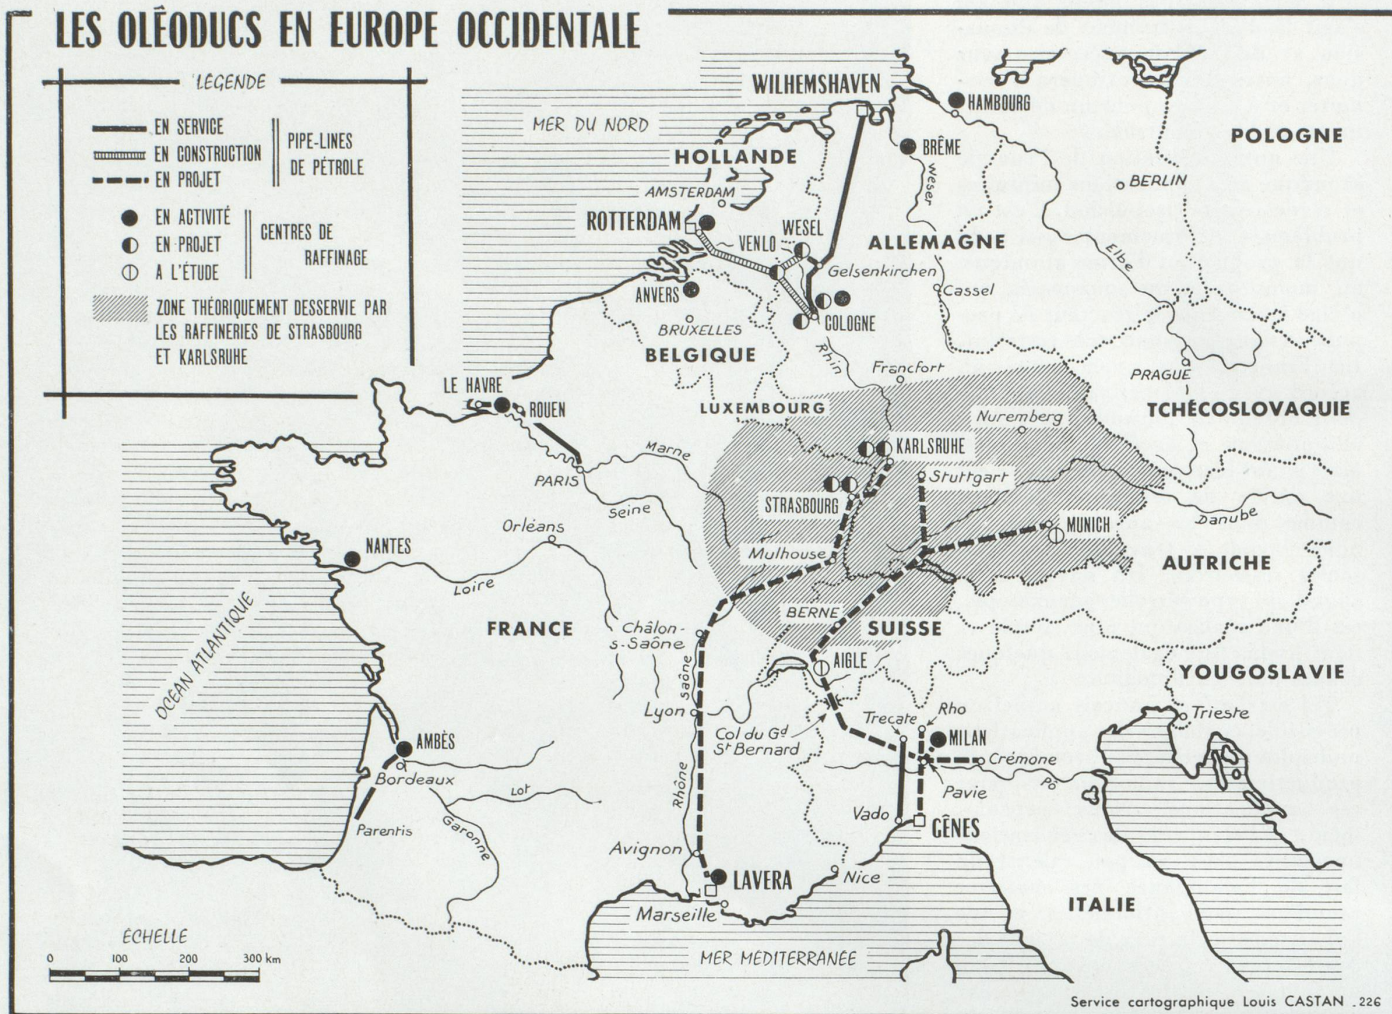 LES OLÉODUCS EN EUROPE OCCIDENTALE
LÉGENDE
EN SERVICE
EN CONSTRUCTION
EN PROJET
PIPE-LINES
DE PÉTROLE
EN ACTIVITÉ
EN PROJET
A L'ÉTUDE
CENTRES DE
RAFFINAGE
ZONE THÉORIQUEMENT DESSERVIE PAR
LES RAFFINERIES DE STRASBOURG
ET KARLSRUHE
MER DU NORD
WILHEMSHAVEN
HAMBOURG
BRÊME
POLOGNE
HOLLANDE
AMSTERDAM
Weser
BERLIN
ROTTERDAM
VENLO
WESEL
ALLEMAGNE
Elbe
Gelsenkirchen
Cassel
ANVERS
BRUXELLES
COLOGNE
BELGIQUE
Rhin
Francfort
PRAGUE
LE HAVRE
ROUEN
LUXEMBOURG
Nuremberg
TCHÉCOSLOVAQUIE
Marne
KARLSRUHE
PARIS
Stuttgart
Seine
STRASBOURG
Orléans
MUNICH
Danube
NANTES
Mulhouse
AUTRICHE
Loire
OCÉAN ATLANTIQUE
FRANCE
BERNE
SUISSE
Châlon-
s-Saône
AIGLE
Saône
YOUGOSLAVIE
Lyon
Col du Gd
St Bernard
Trecate
Rho
Trieste
MILAN
AMBÈS
Bordeaux
Crémone
Pô
Pavie
Lot
Rhône
Parentis
Garonne
Vado
GÊNES
Avignon
LAVERA
Nice
Marseille
ITALIE
MER MÉDITERRANÉE
ÉCHELLE
0 100 200 300 km
Service cartographique Louis CASTAN . 226